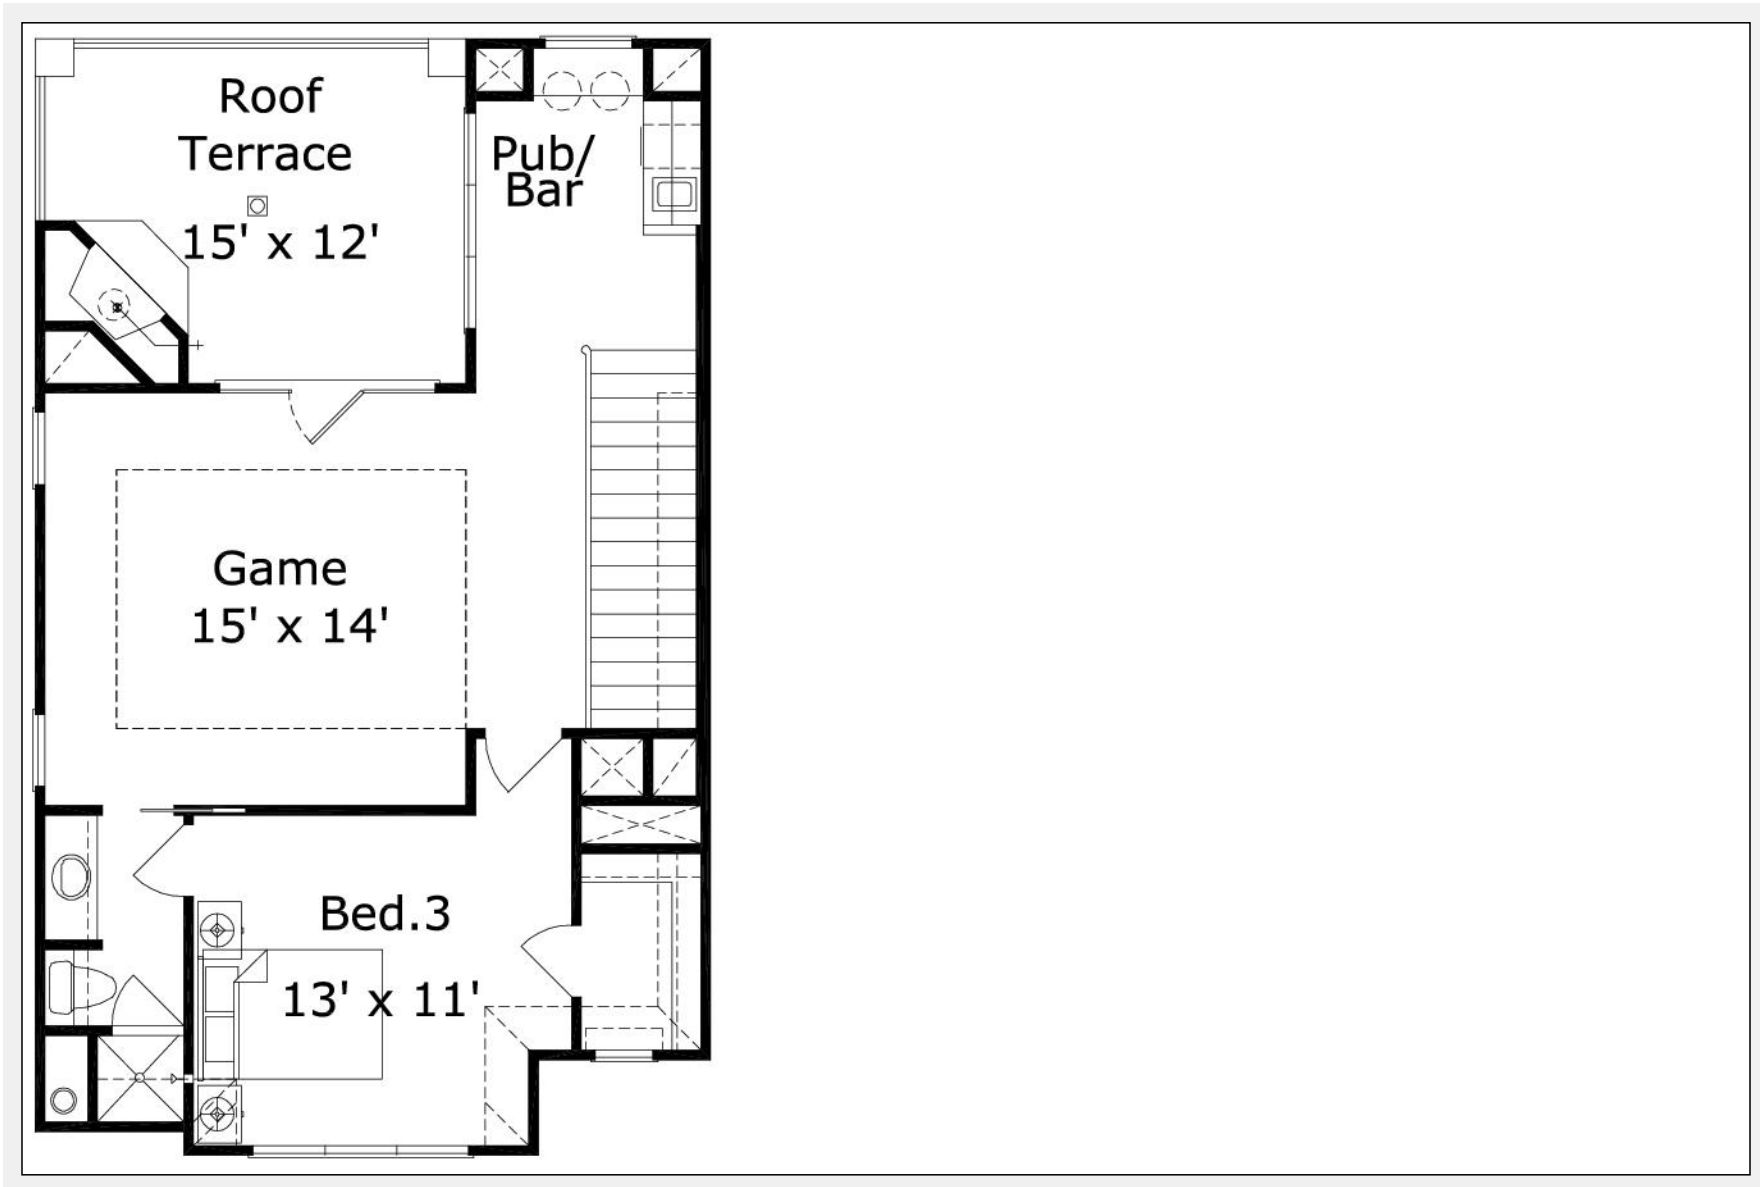 Roof
Terrace
15' x 12'
Pub/
Bar
Game
15' x 14'
Bed.3
13' x 11'